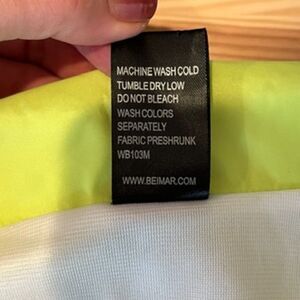 MACHINE WASH COLD
TUMBLE DRY LOW
DO NOT BLEACH
WASH COLORS
SEPARATELY
FABRIC PRESHRUNK
WB103M
WWW.BEIMAR.COM